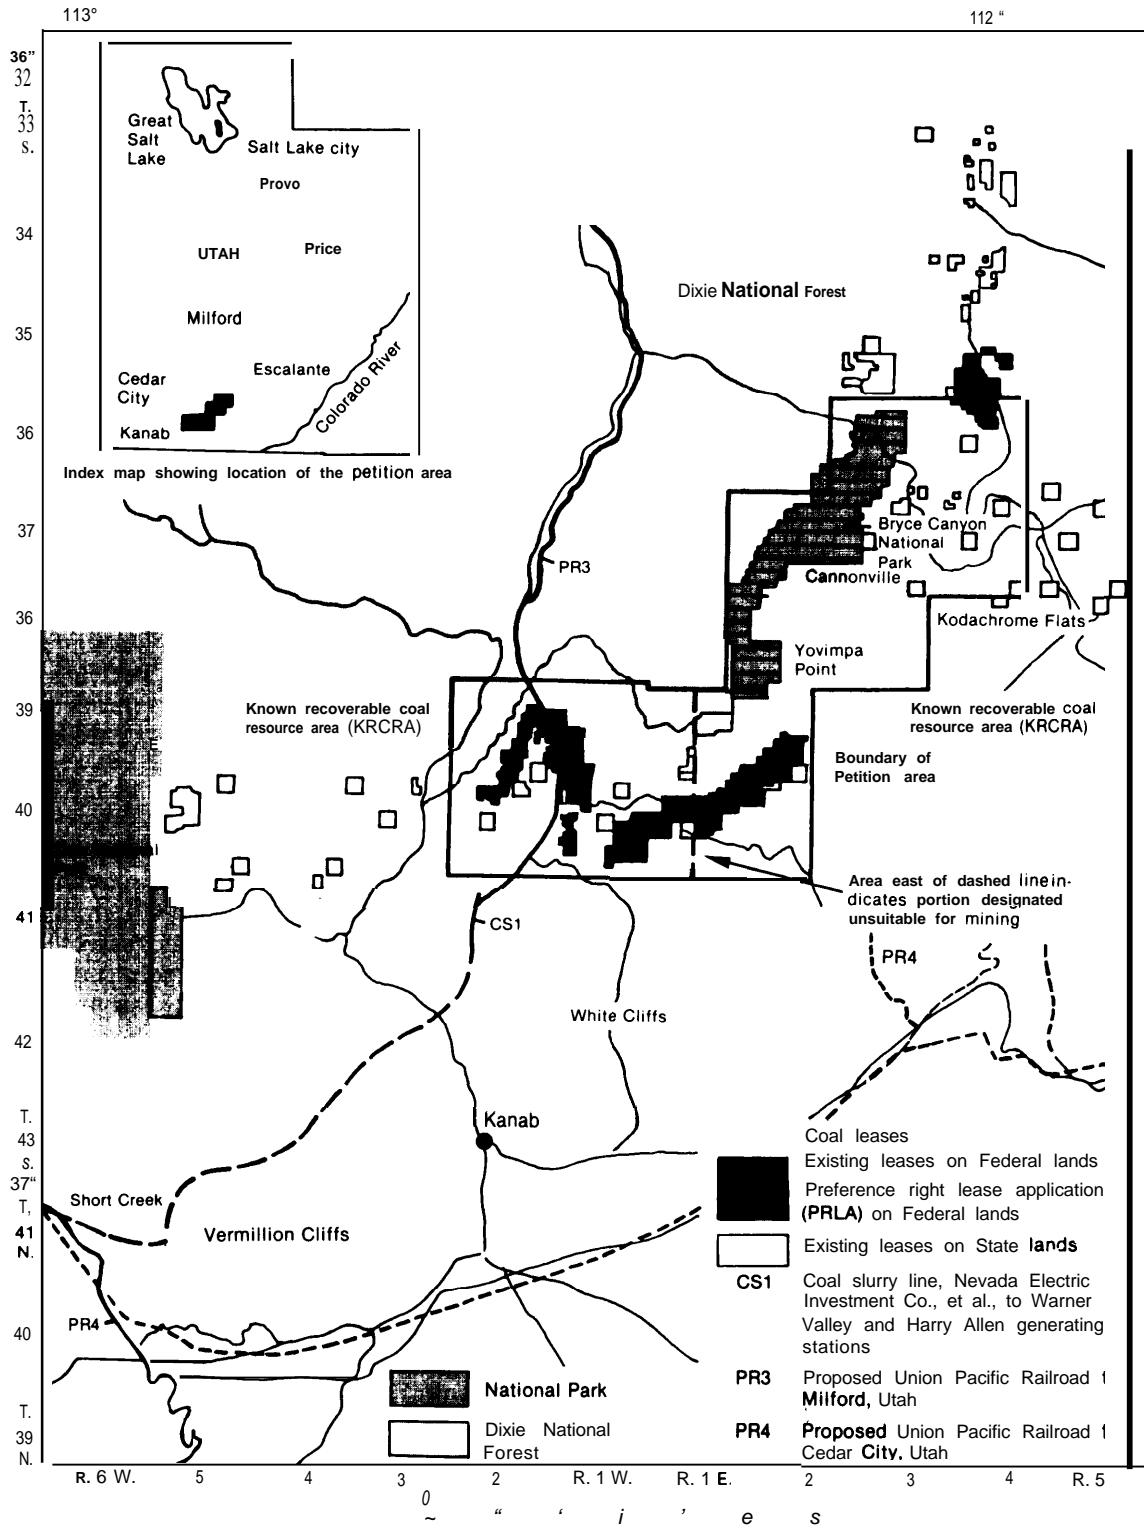 113°
112 “
36”
32
T.
33
S.
34
35
36
37
36
39
40
41
42
T.
43
s.
37“
T,
41
N.
40
T.
39
N.
Great
Salt
Lake
Salt Lake city
Provo
UTAH
Price
Milford
Escalante
Cedar
City
Kanab
Colorado River
Index map showing location of the petition area
Dixie National Forest
PR3
Bryce Canyon
National
Park
Cannonville
Kodachrome Flats
Yovimpa
Point
Known recoverable coal
resource area (KRCRA)
Known recoverable coal
resource area (KRCRA)
Boundary of
Petition area
Area east of dashed linein-
dicates portion designated
unsuitable for mining
CS1
PR4
White Cliffs
Kanab
Short Creek
Vermillion Cliffs
PR4
Coal leases
Existing leases on Federal lands
Preference right lease application
(PRLA) on Federal lands
Existing leases on State lands
CS1 Coal slurry line, Nevada Electric
Investment Co., et al., to Warner
Valley and Harry Allen generating
stations
PR3 Proposed Union Pacific Railroad t
Milford, Utah
PR4 Proposed Union Pacific Railroad 1
Cedar City, Utah
National Park
Dixie National
Forest
R. 6 W. 5 4 3 2 R. 1 W. R. 1 E. 2 3 4 R. 5
0
~ “ ‘ i ’ e s